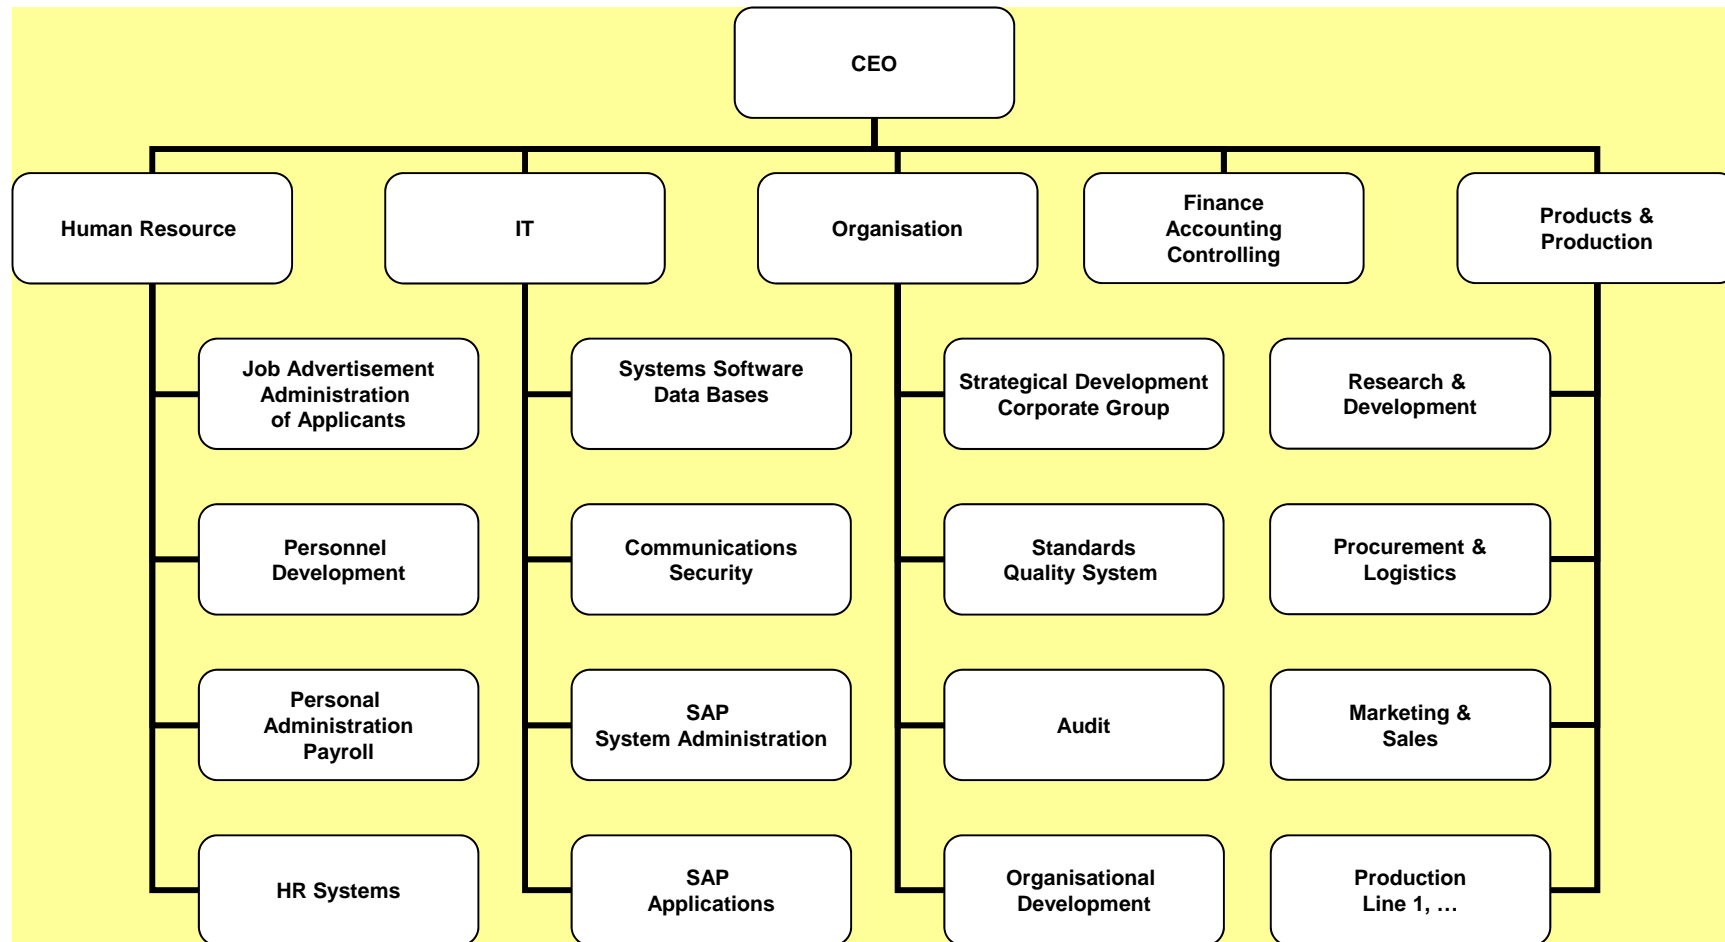 CEO
Human Resource
IT
Organisation
Finance
Accounting
Controlling
Products &
Production
Job Advertisement
Administration
of Applicants
Systems Software
Data Bases
Strategical Development
Corporate Group
Research &
Development
Personnel
Development
Communications
Security
Standards
Quality System
Procurement &
Logistics
Personal
Administration
Payroll
SAP
System Administration
Audit
Marketing &
Sales
HR Systems
SAP
Applications
Organisational
Development
Production
Line 1, …